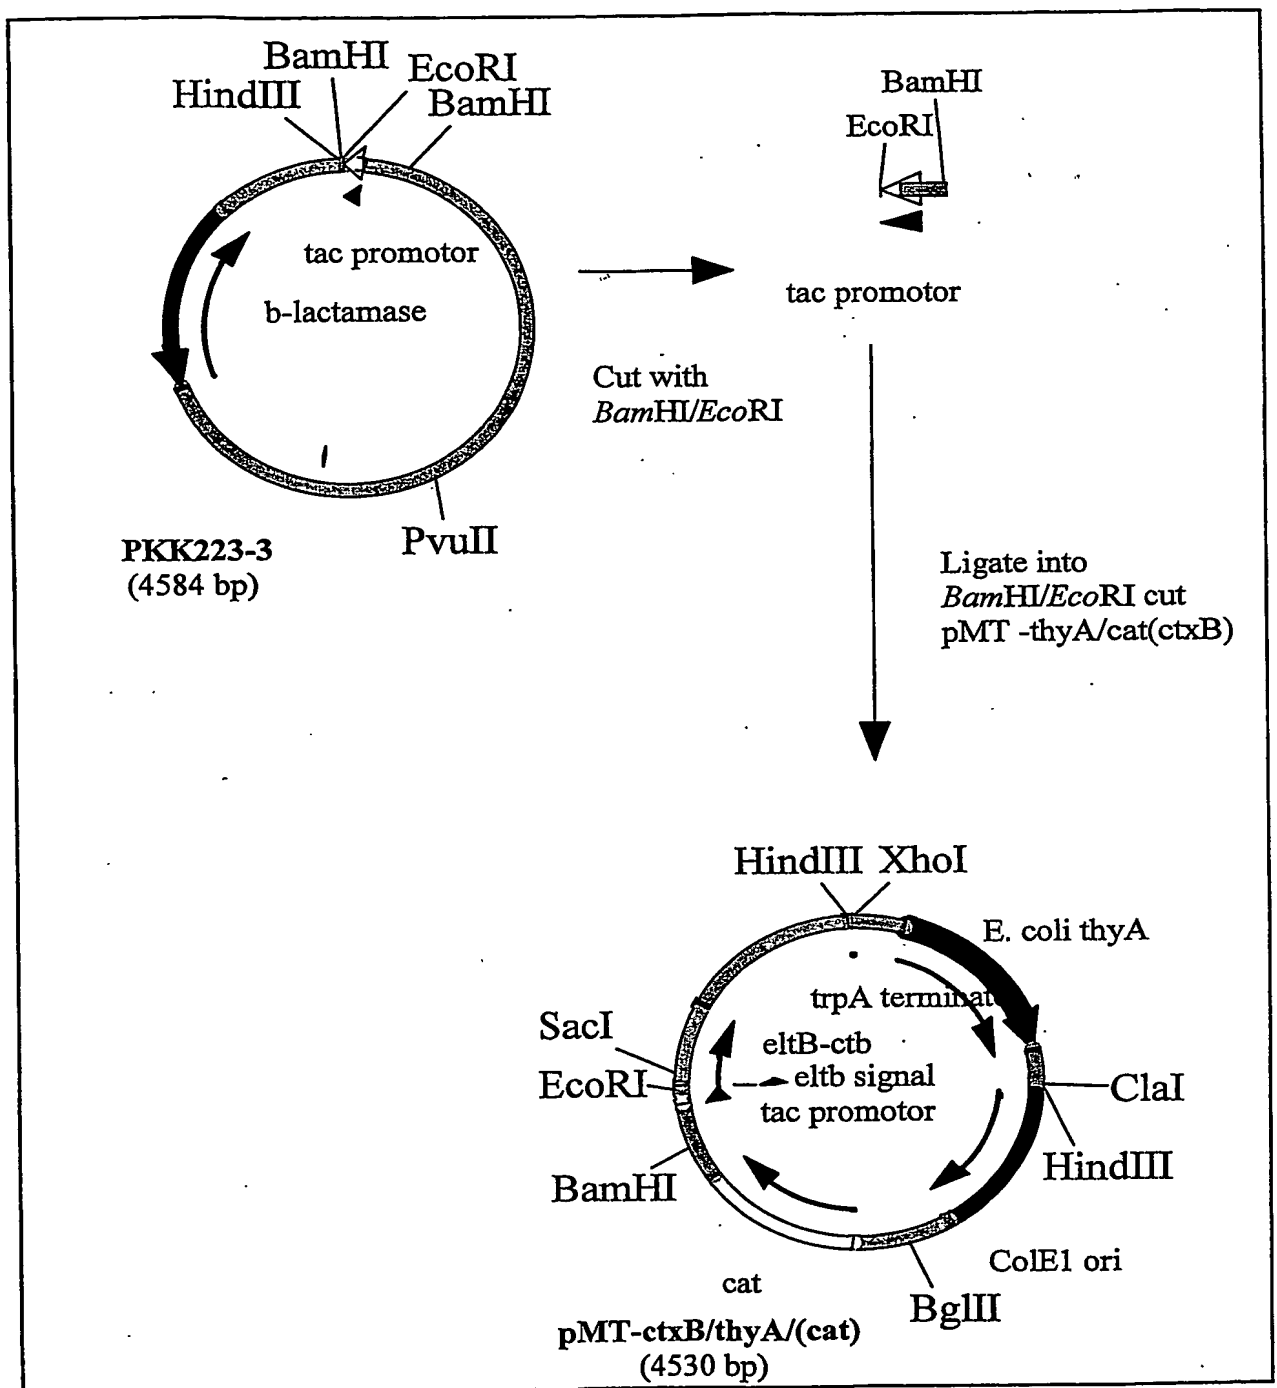 BamHI
EcoRI
HindIII
BamHI
tac promotor
b-lactamase
PvuII
PKK223-3
(4584 bp)
Cut with
BamHI/EcoRI
BamHI
EcoRI
tac promotor
Ligate into
BamHI/EcoRI cut
pMT -thyA/cat(ctxB)
HindIII XhoI
E. coli thyA
trpA terminat
SacI
eltB-ctb
EcoRI
eltb signal
ClaI
tac promotor
HindIII
BamHI
ColE1 ori
cat
BglII
pMT-ctxB/thyA/(cat)
(4530 bp)